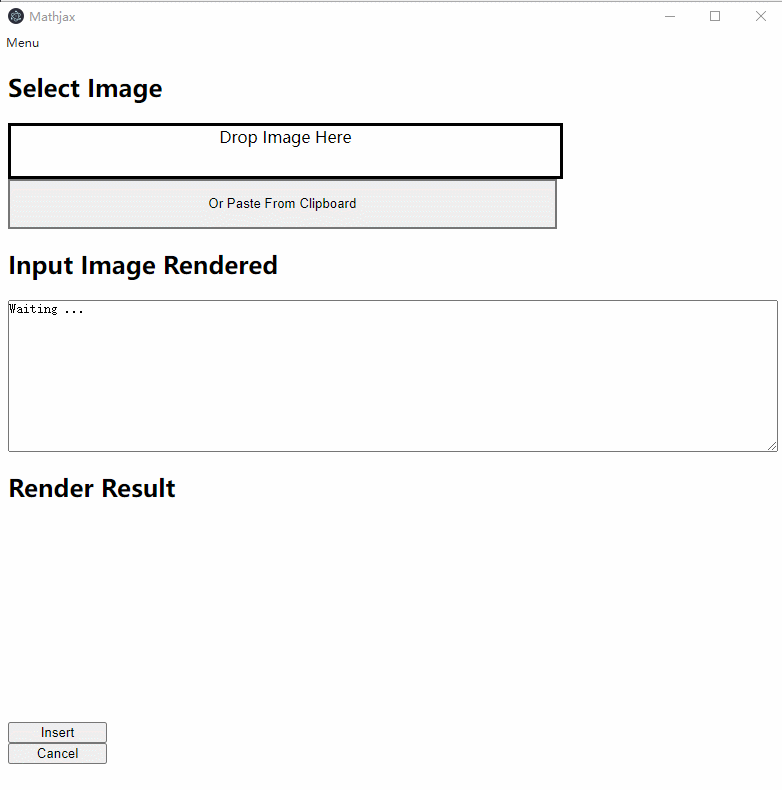 Mathjax
Menu
Select Image
Drop Image Here
Or Paste From Clipboard
Input Image Rendered
Waiting ...
Render Result
Insert
Cancel